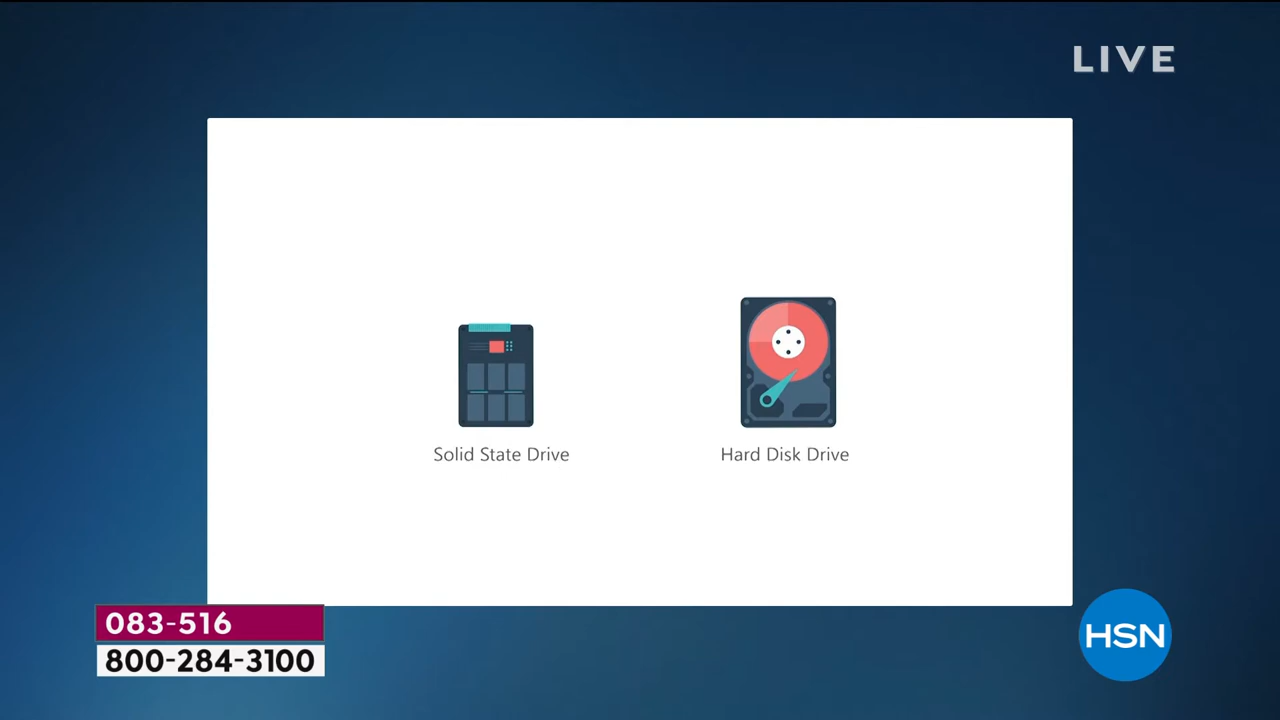 LIVE
Solid State Drive
Hard Disk Drive
083-516
800-284-3100
HSN